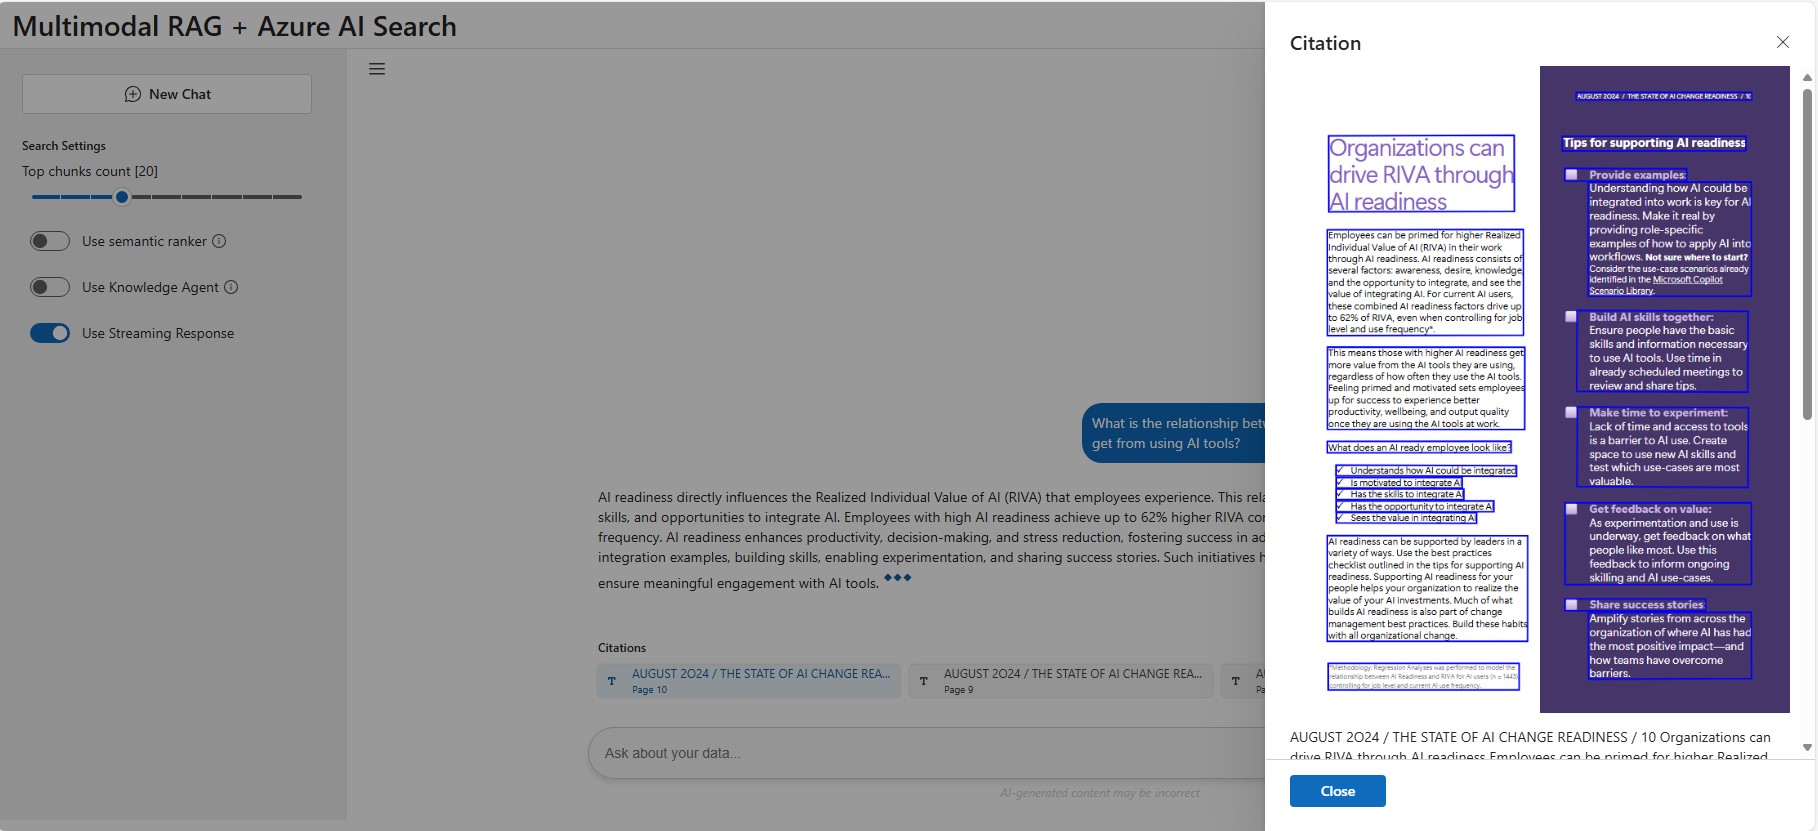 Multimodal RAG + Azure AI Search
New Chat
Search Settings
Top chunks count [20]
Use semantic ranker
Use Knowledge Agent
Use Streaming Response
What is the relationship
get from using AI tools?
AI readiness directly influences the Realized Individual Value of AI (RIVA) that employees experience. This
skills, and opportunities to integrate AI. Employees with high AI readiness achieve up to 62% higher RIVA
frequency. AI readiness enhances productivity, decision-making, and stress reduction, fostering success in
integration examples, building skills, enabling experimentation, and sharing success stories. Such initiatives
ensure meaningful engagement with AI tools.
Citations
T
AUGUST 2O24 / THE STATE OF AI CHANGE REA...
Page 10
T
AUGUST 2O24 / THE STATE OF AI CHANGE REA...
Page 9
T
Ask about your data...
AI-generated content may be incorrect
Citation
Organizations can
drive RIVA through
AI readiness
Employees can be primed for higher Realized
Individual Value of AI (RIVA) in their work
through AI readiness. AI readiness consists of
several factors: awareness, desire, knowledge,
and the opportunity to integrate, and see the
value of integrating AI. For current AI users,
these combined AI readiness factors drive up
to 62% of RIVA, even when controlling for job
level and use frequency*.
This means those with higher AI readiness get
more value from the AI tools they are using,
regardless of how often they use the AI tools.
Feeling primed and motivated sets employees
up for success to experience better
productivity, wellbeing, and output quality
once they are using the AI tools at work.
What does an AI ready employee look like?
✓ Understands how AI could be integrated
✓ Is motivated to integrate AI
✓ Has the skills to integrate AI
✓ Has the opportunity to integrate AI
✓ Sees the value in integrating AI
AI readiness can be supported by leaders in a
variety of ways. Use the best practices
checklist outlined in the tips for supporting AI
readiness. Supporting AI readiness for your
people helps your organization to realize the
value of your AI investments. Much of what
builds AI readiness is also part of change
management best practices. Build these habits
with all organizational change.
*Methodology: Regression Analyses was performed to model the
relationship between AI Readiness and RIVA for AI users (n = 1443)
controlling for job level and current AI use frequency.
AUGUST 2O24 / THE STATE OF AI CHANGE READINESS / 10
Tips for supporting AI readiness
Provide examples:
Understanding how AI could be
integrated into work is key for AI
readiness. Make it real by
providing role-specific
examples of how to apply AI into
workflows. Not sure where to start?
Consider the use-case scenarios already
identified in the Microsoft Copilot
Scenario Library.
Build AI skills together:
Ensure people have the basic
skills and information necessary
to use AI tools. Use time in
already scheduled meetings to
review and share tips.
Make time to experiment:
Lack of time and access to tools
is a barrier to AI use. Create
space to use new AI skills and
test which use-cases are most
valuable.
Get feedback on value:
As experimentation and use is
underway, get feedback on what
people like most. Use this
feedback to inform ongoing
skilling and AI use-cases.
Share success stories
Amplify stories from across the
organization of where AI has had
the most positive impact—and
how teams have overcome
barriers.
AUGUST 2O24 / THE STATE OF AI CHANGE READINESS / 10 Organizations can
drive RIVA through AI readiness Employees can be primed for higher Realized
Close